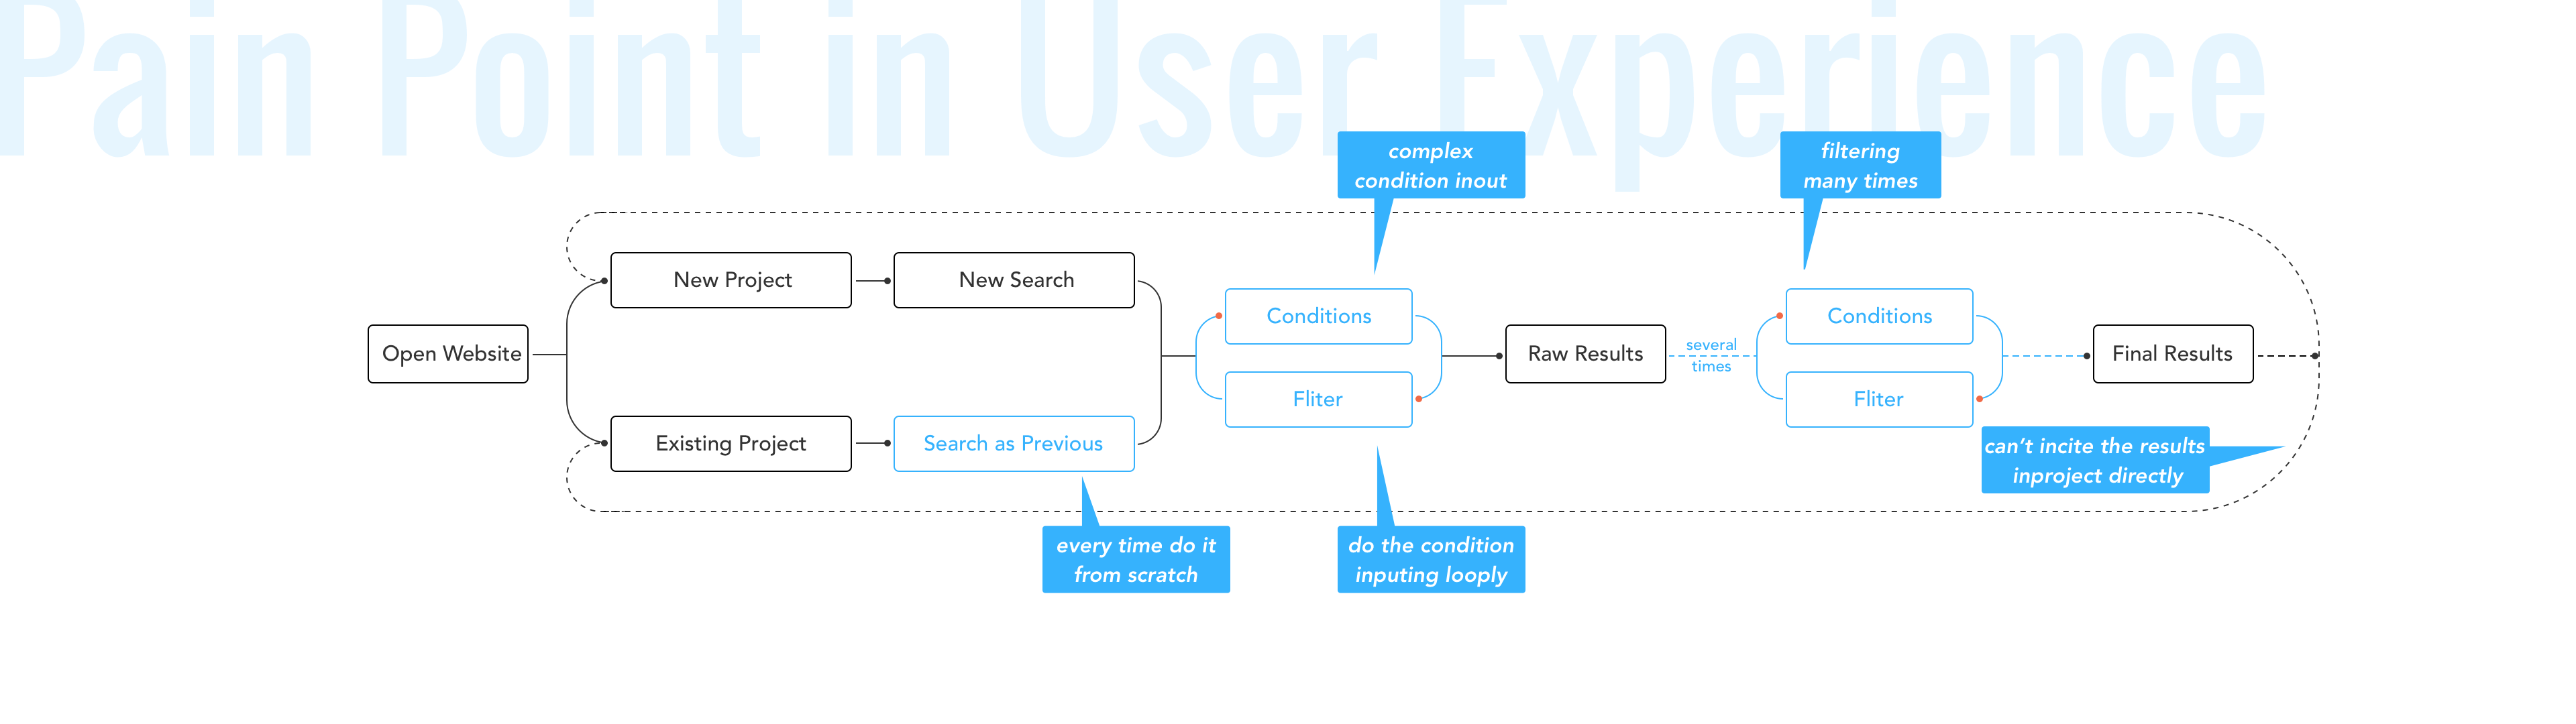 Pain Point in User Experience
complex
condition inout
filtering
many times
New Project
New Search
Conditions
Conditions
Open Website
Raw Results
several
times
Final Results
Fliter
Fliter
Existing Project
Search as Previous
can't incite the results
inproject directly
every time do it
from scratch
do the condition
inputing looply